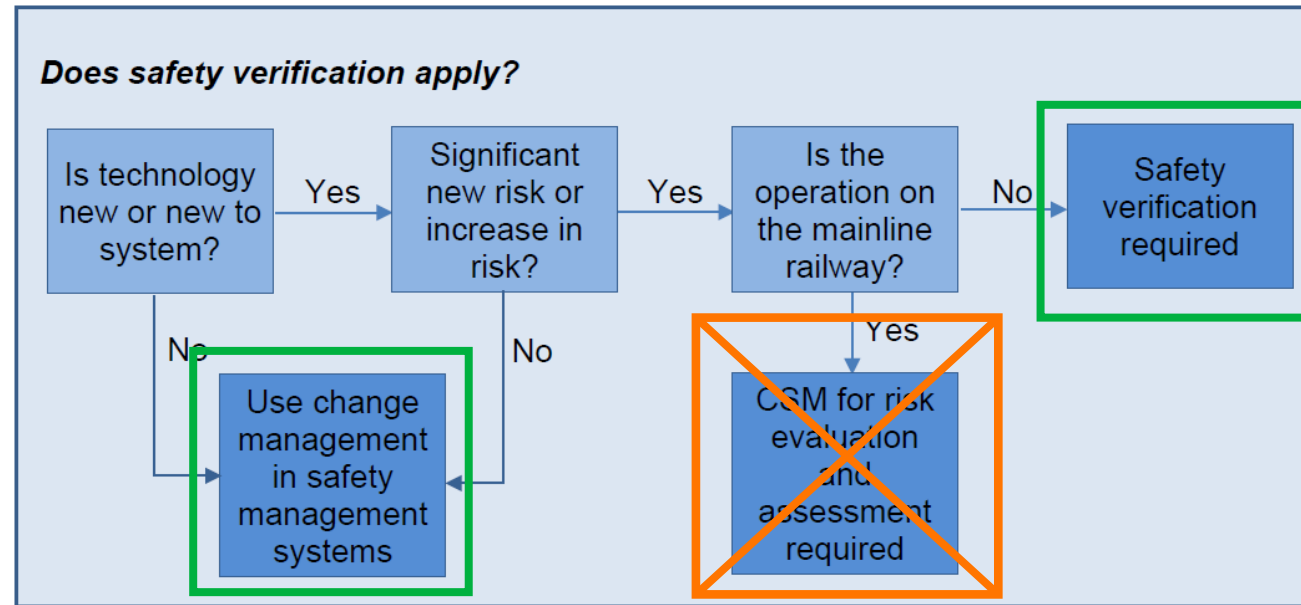 Does safety verification apply?
Is technology
new or new to
system?
Yes
Significant
new risk or
increase in
risk?
Yes
Is the
operation on
the mainline
railway?
No
Safety
verification
required
No
No
Yes
Use change
management
in safety
management
systems
CSM for risk
evaluation
and
assessment
required